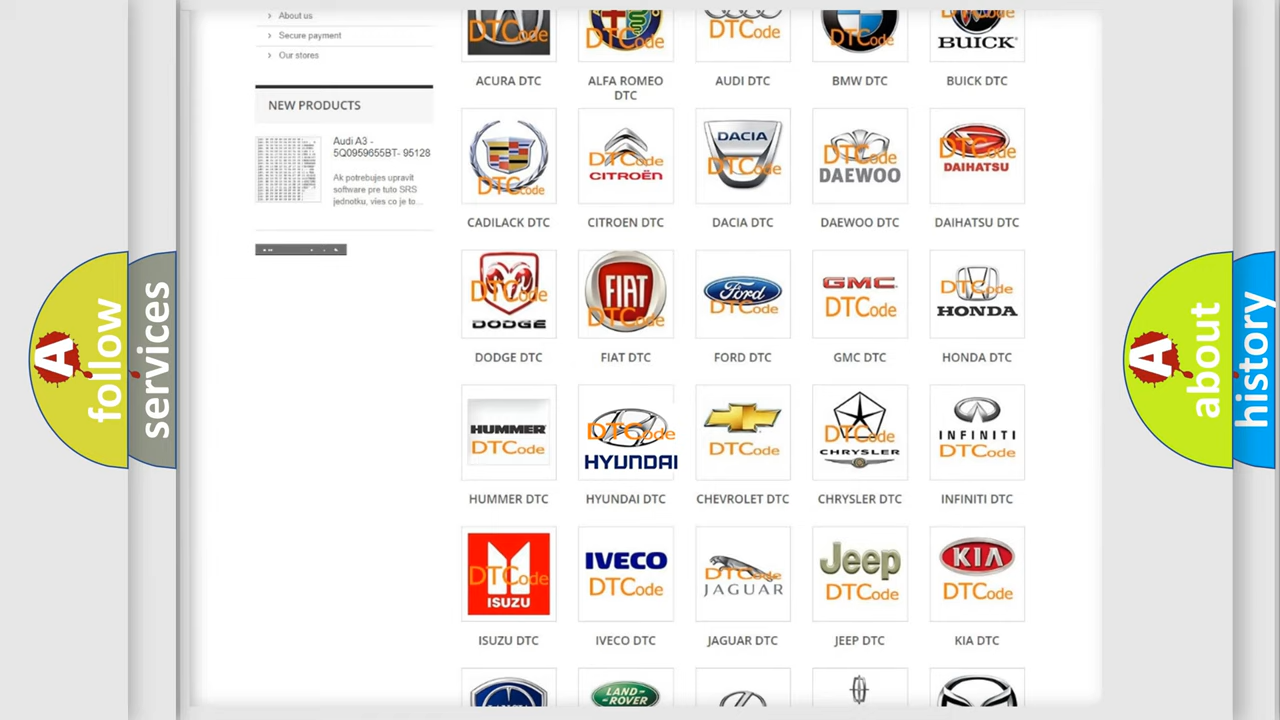 About us
Secure payment
Our stores
NEW PRODUCTS
Audi A3 -
5Q0959655BT- 95128
Ak potrebujes upravit
software pre tuto SRS
jednotku, vies co je to...
DTCode
DTCode
DTCode
DTCode
DTCode
BUICK
ACURA DTC
ALFA ROMEO
DTC
AUDI DTC
BMW DTC
BUICK DTC
DTCode
DTCode
CITROËN
DACIA
DTCode
DTCode
DAEWOO
DTCode
DAIHATSU
CADILACK DTC
CITROEN DTC
DACIA DTC
DAEWOO DTC
DAIHATSU DTC
DTCode
DODGE
FIAT
DTCode
Ford
DTCode
GMC
DTCode
DTCode
HONDA
DODGE DTC
FIAT DTC
FORD DTC
GMC DTC
HONDA DTC
HUMMER
DTCode
DTCode
HYUNDAI
DTCode
DTCode
CHRYSLER
INFINITI
DTCode
HUMMER DTC
HYUNDAI DTC
CHEVROLET DTC
CHRYSLER DTC
INFINITI DTC
DTCode
ISUZU
IVECO
DTCode
DTCode
JAGUAR
Jeep
DTCode
KIA
DTCode
ISUZU DTC
IVECO DTC
JAGUAR DTC
JEEP DTC
KIA DTC
LAND-
ROVER
A
follow
services
A
about
history